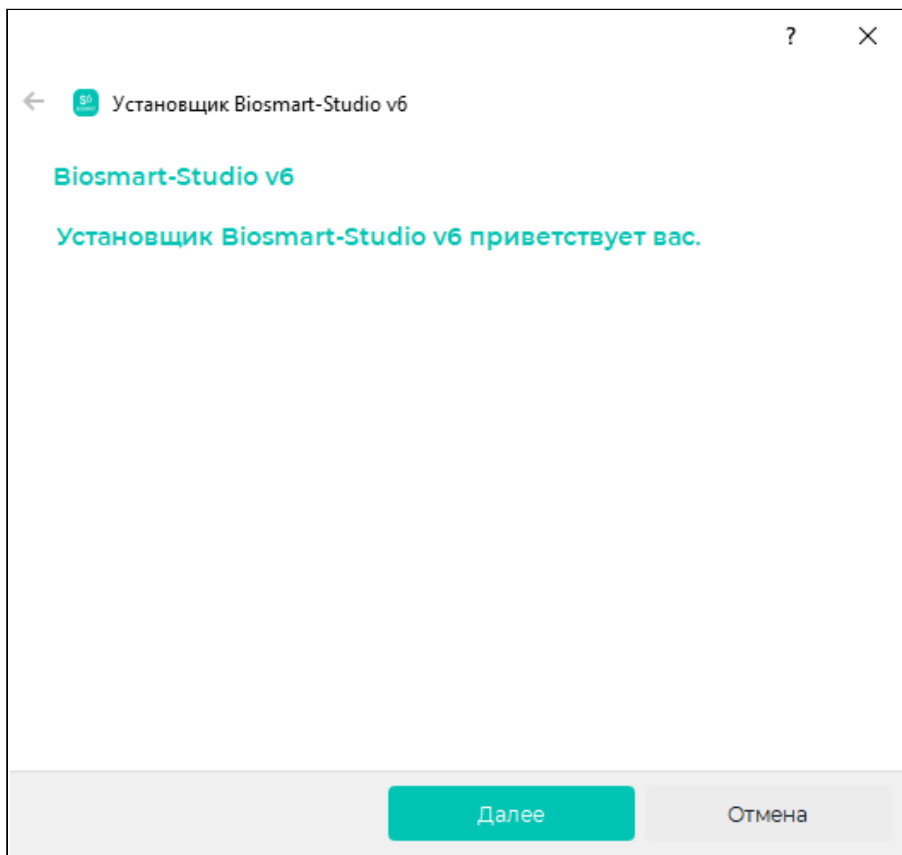 ?
Установщик Biosmart-Studio v6
Biosmart-Studio v6
Установщик Biosmart-Studio v6 приветствует вас.
Далее
Отмена